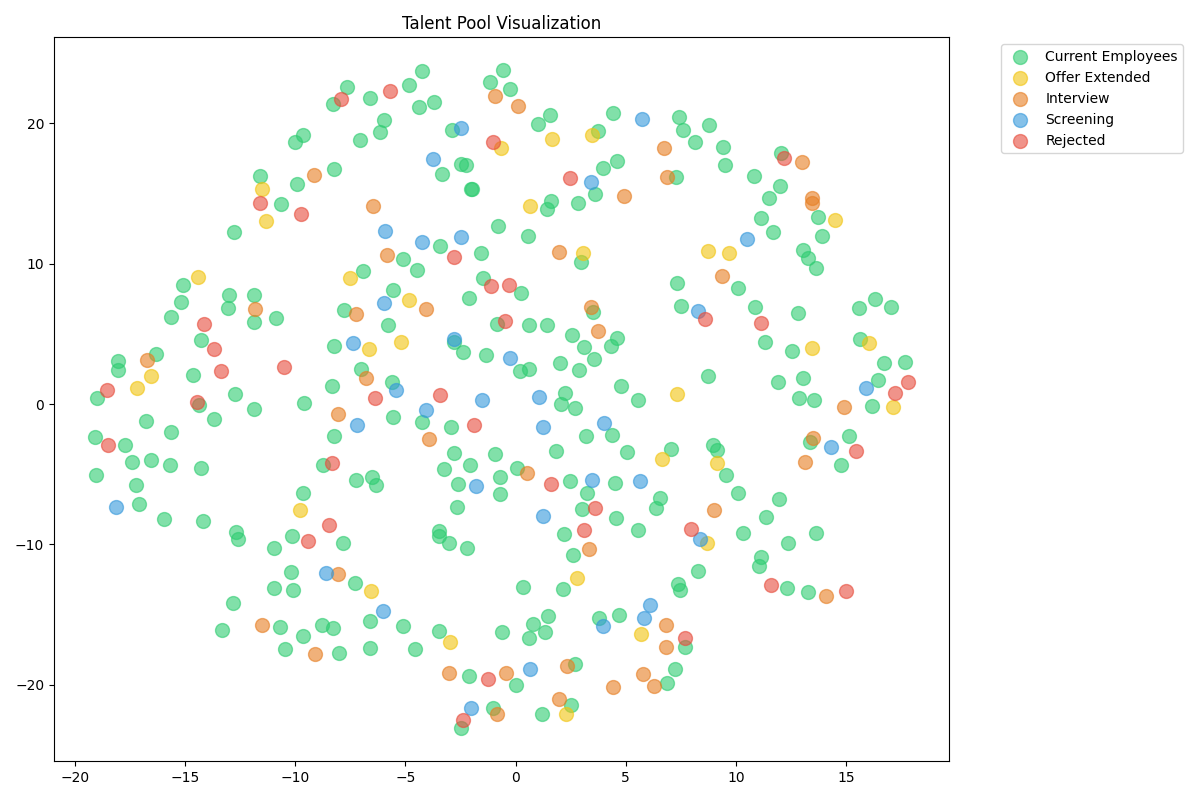 Talent Pool Visualization
Current Employees
Offer Extended
Interview
Screening
Rejected
20
10
0
−10
−20
−20
−15
−10
−5
0
5
10
15